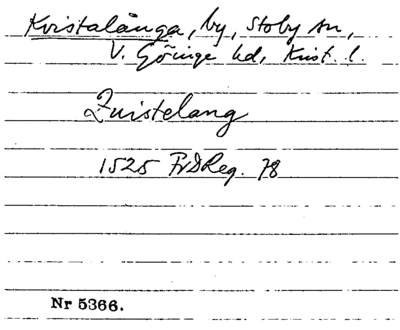 Kvistalånga, by, Stoby sn,
V. Göinge hd, Krist. l.
Quistelang
1525 FrDReg. 78
Nr 5366.